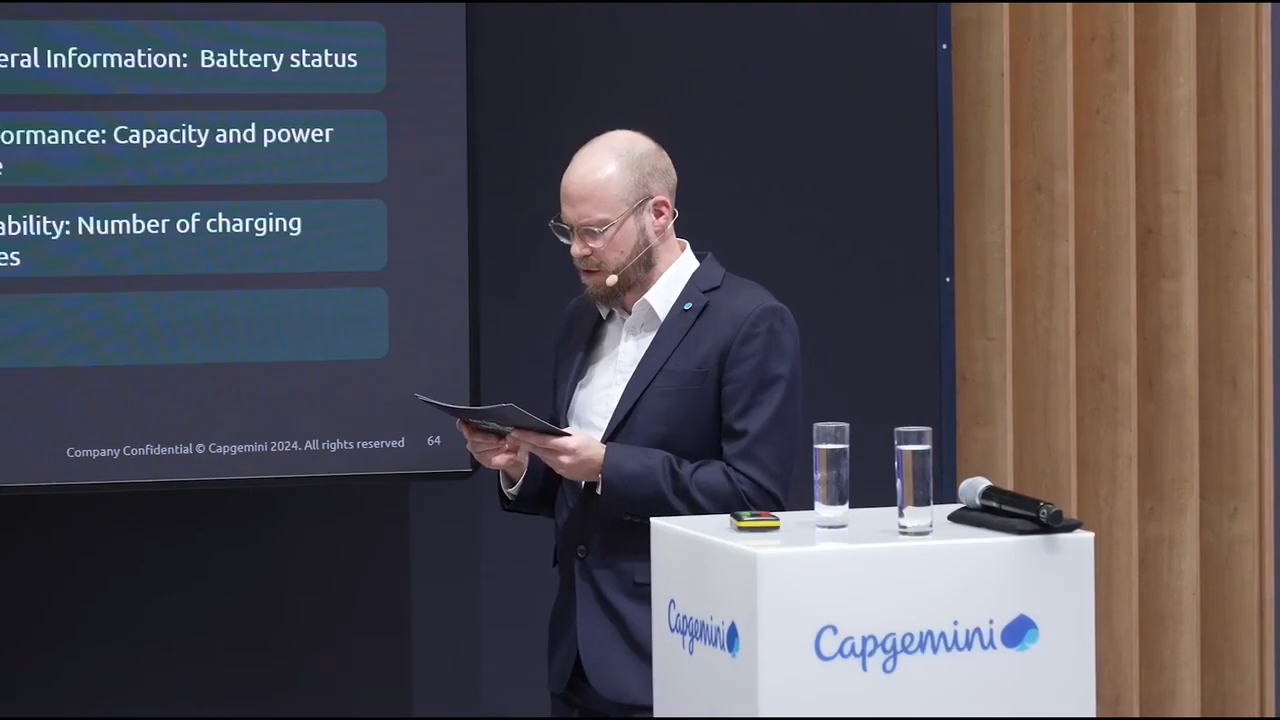 eral Information: Battery status
ormance: Capacity and power
e
ability: Number of charging
es
Company Confidential © Capgemini 2024. All rights reserved 64
Capgemini
Capgemini